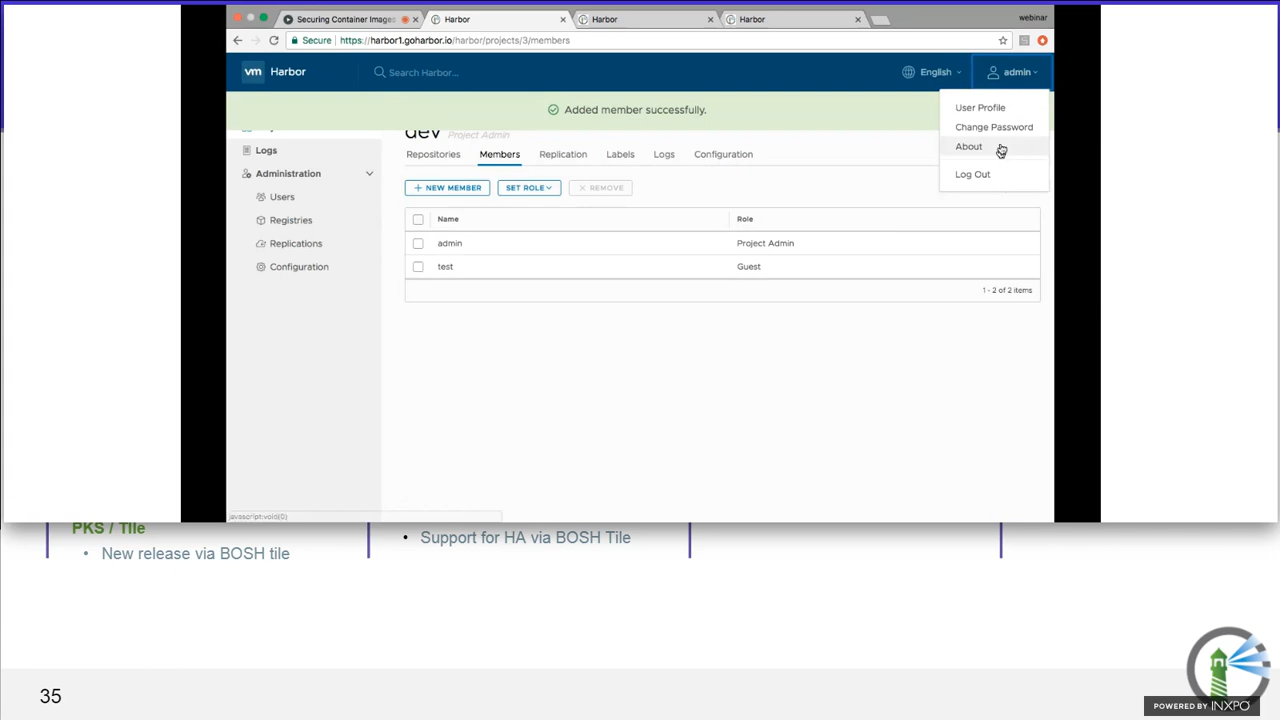 Securing Container Images
Harbor
Harbor
Harbor
webinar
Secure
https://harbor1.goharbor.io/harbor/projects/3/members
vm
Harbor
Search Harbor...
English
admin
Added member successfully.
User Profile
Change Password
About
Log Out
dev
Project Admin
Logs
Administration
Users
Registries
Replications
Configuration
Repositories
Members
Replication
Labels
Logs
Configuration
+ NEW MEMBER
SET ROLE
× REMOVE
Name
Role
admin
Project Admin
test
Guest
1 - 2 of 2 items
javascript:void(0)
PKS / Tile
• New release via BOSH tile
• Support for HA via BOSH Tile
35
POWERED BY INXPO